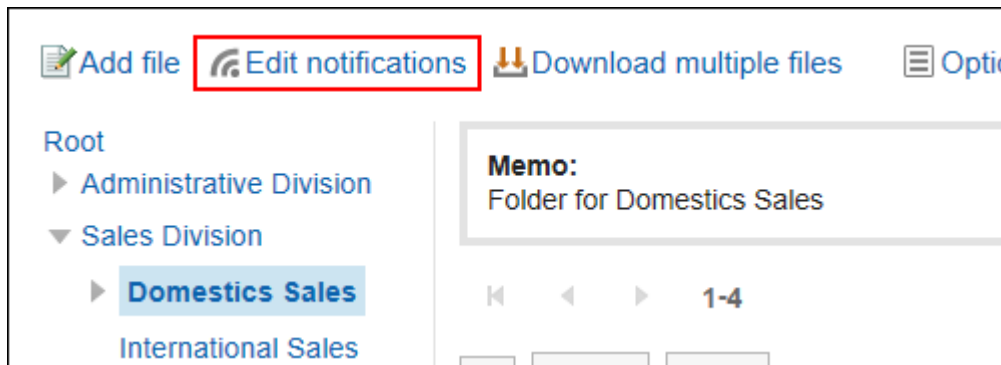 Add file Edit notifications Download multiple files
Root
Administrative Division
Sales Division
Domestics Sales
International Sales
Memo:
Folder for Domestics Sales
1-4